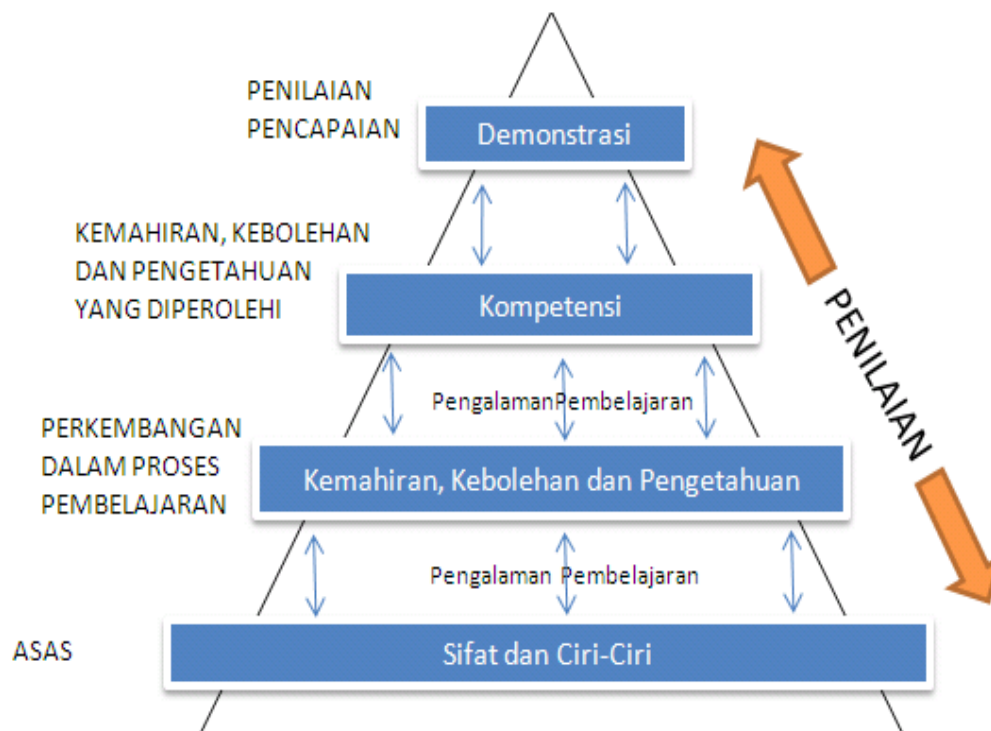 PENILAIAN
PENCAPAIAN
Demonstrasi
KEMAHIRAN, KEBOLEHAN
DAN PENGETAHUAN
YANG DIPEROLEHI
Kompetensi
PENILAIAN
PengalamanPembelajaran
PERKEMBANGAN
DALAM PROSES
PEMBELAJARAN
Kemahiran, Kebolehan dan Pengetahuan
Pengalaman Pembelajaran
ASAS
Sifat dan Ciri-Ciri